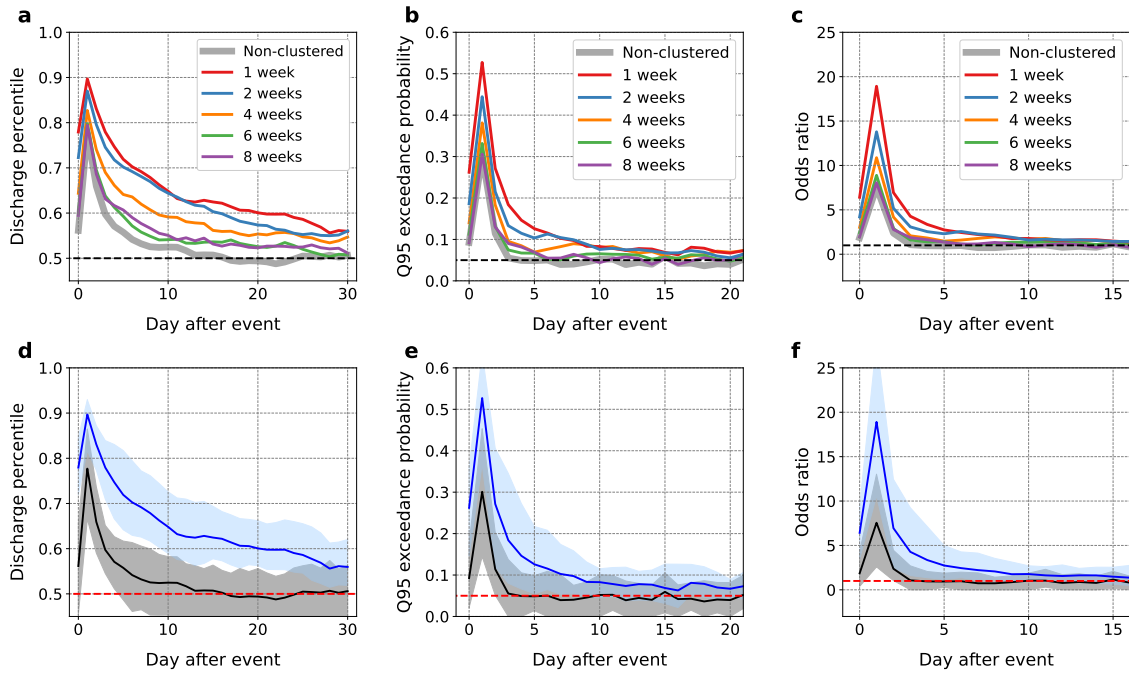 a
Discharge percentile
1.0
0.9
0.8
0.7
0.6
0.5
Non-clustered
1 week
2 weeks
4 weeks
6 weeks
8 weeks
0 10 20 30
Day after event
b
Q95 exceedance probability
0.6
0.5
0.4
0.3
0.2
0.1
0.0
Non-clustered
1 week
2 weeks
4 weeks
6 weeks
8 weeks
0 5 10 15 20
Day after event
c
Odds ratio
25
20
15
10
5
0
Non-clustered
1 week
2 weeks
4 weeks
6 weeks
8 weeks
0 5 10 15
Day after event
d
Discharge percentile
1.0
0.9
0.8
0.7
0.6
0.5
0 10 20 30
Day after event
e
Q95 exceedance probability
0.6
0.5
0.4
0.3
0.2
0.1
0.0
0 5 10 15 20
Day after event
f
Odds ratio
25
20
15
10
5
0
0 5 10 15
Day after event